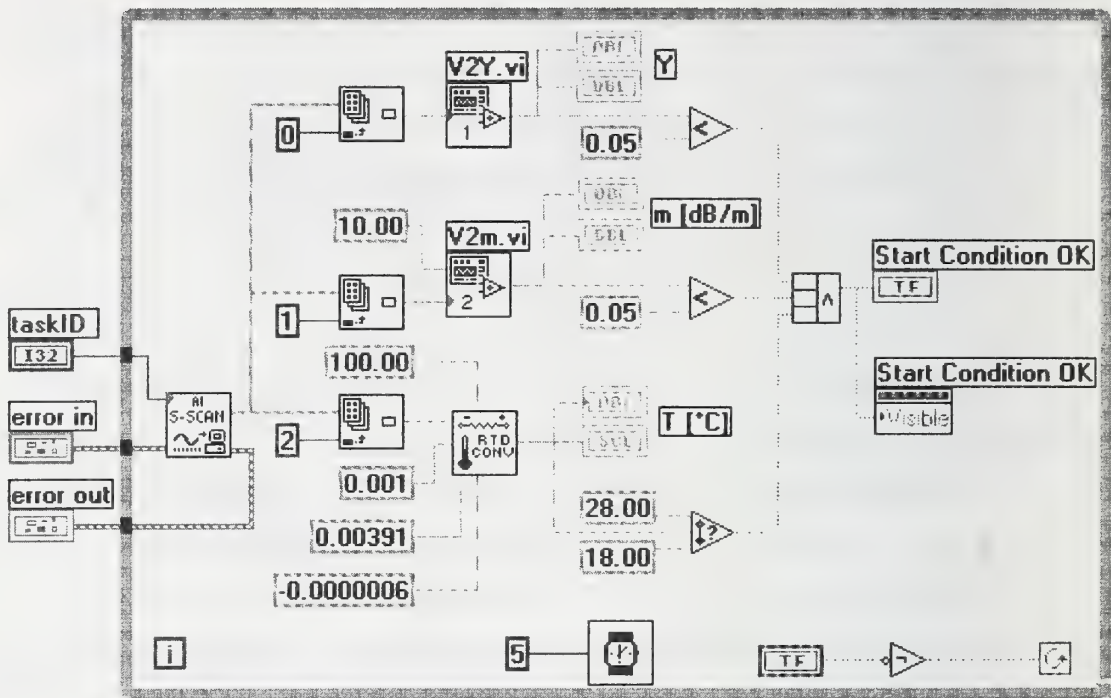 V2Y.vi
Y
0
1
0.05
<
10.00
V2m.vi
m [dB/m]
1
2
0.05
<
Start Condition OK
TF
taskID
I32
100.00
Start Condition OK
Visible
error in
AI
S-SCAN
2
RTD
CONV
T [°C]
0.001
error out
0.00391
28.00
?
18.00
-0.0000006
i
5
TF